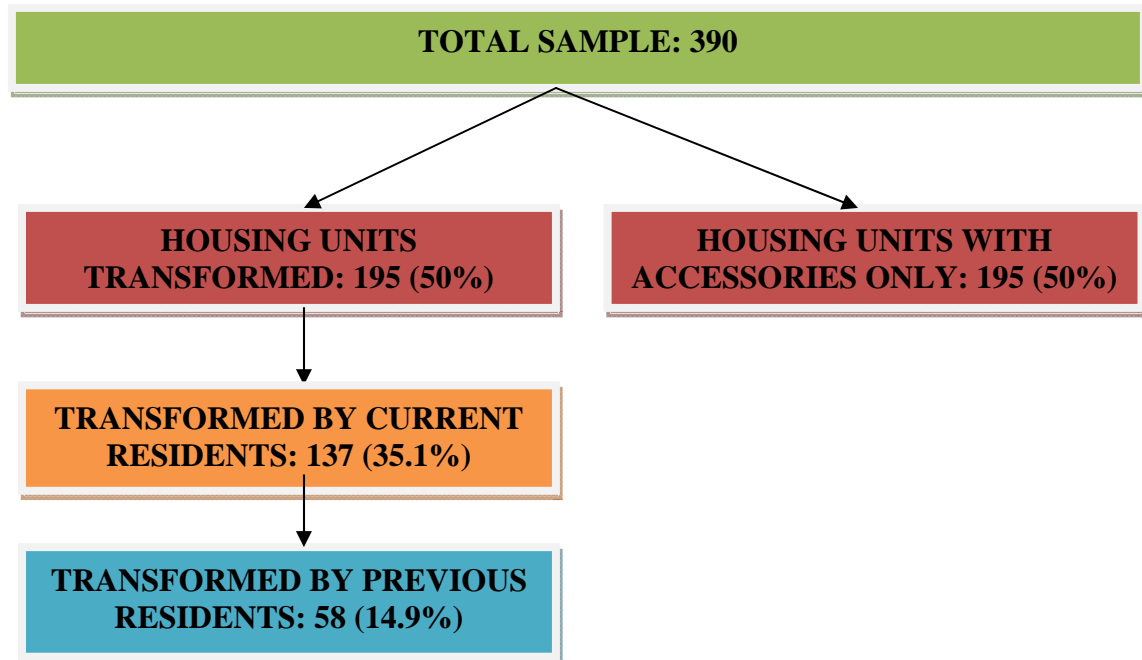 TOTAL SAMPLE: 390
HOUSING UNITS
TRANSFORMED: 195 (50%)
HOUSING UNITS WITH
ACCESSORIES ONLY: 195 (50%)
TRANSFORMED BY CURRENT
RESIDENTS: 137 (35.1%)
TRANSFORMED BY PREVIOUS
RESIDENTS: 58 (14.9%)